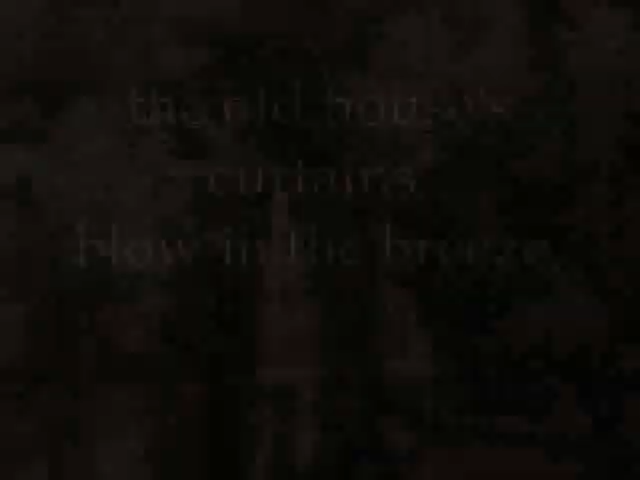 the old house's
curtains
blow in the breeze